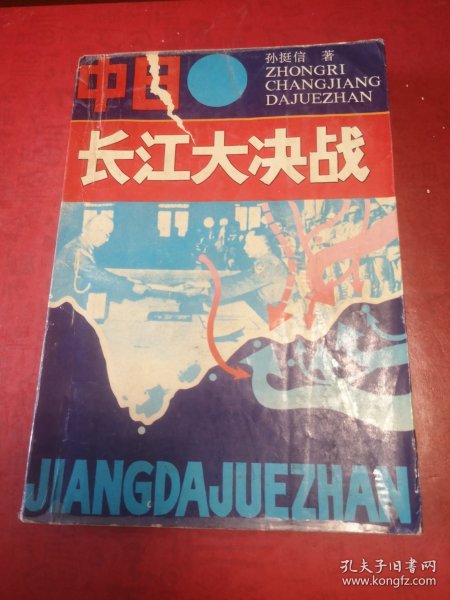 中日
孙挺信 著
ZHONGRI
CHANGJIANG
DAJUEZHAN
长江大决战
JIANGDAJUEZHAN
孔夫子旧书网
www.kongfz.com